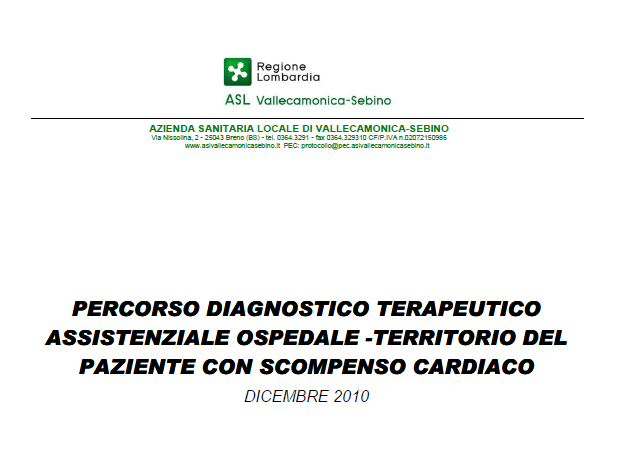 Regione
Lombardia
ASL Vallecamonica-Sebino
AZIENDA SANITARIA LOCALE DI VALLECAMONICA-SEBINO
Via Nissolina, 2 - 25043 Breno (BS) - tel. 0364.3291 - fax 0364.329310 CF/P.IVA n.02072150986
www.aslvallecamonicasebino.it PEC: protocollo@pec.aslvallecamonicasebino.it
PERCORSO DIAGNOSTICO TERAPEUTICO
ASSISTENZIALE OSPEDALE -TERRITORIO DEL
PAZIENTE CON SCOMPENSO CARDIACO
DICEMBRE 2010